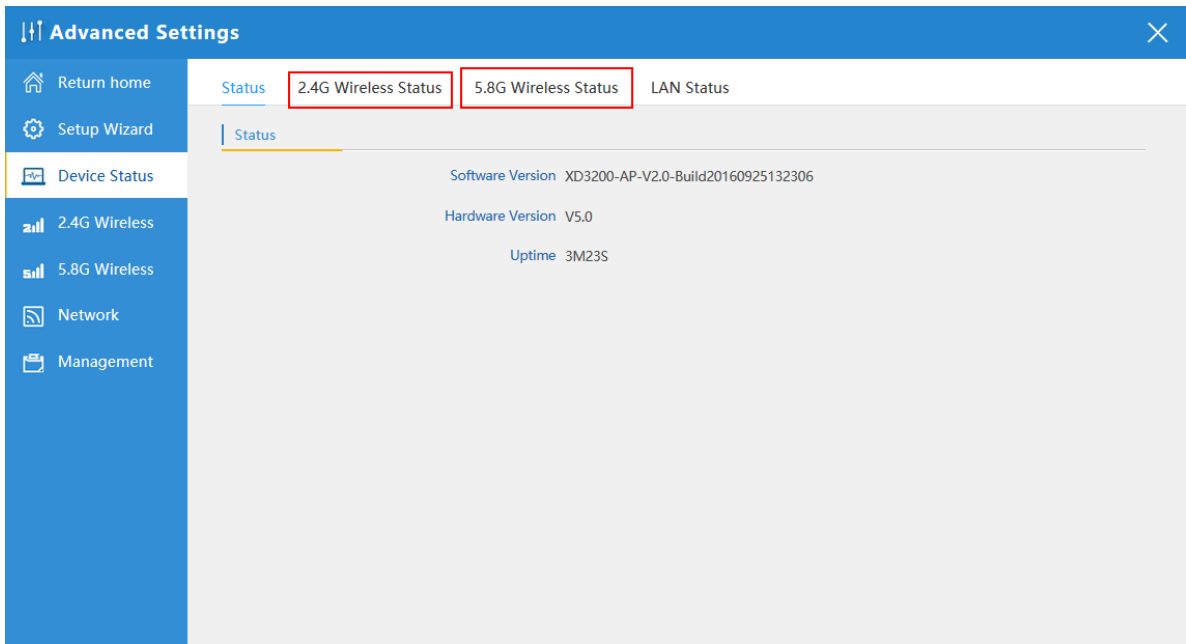 Advanced Settings
Return home
Setup Wizard
Device Status
2.4G Wireless
5.8G Wireless
Network
Management
Status 2.4G Wireless Status 5.8G Wireless Status LAN Status
Status
Software Version XD3200-AP-V2.0-Build20160925132306
Hardware Version V5.0
Uptime 3M23S